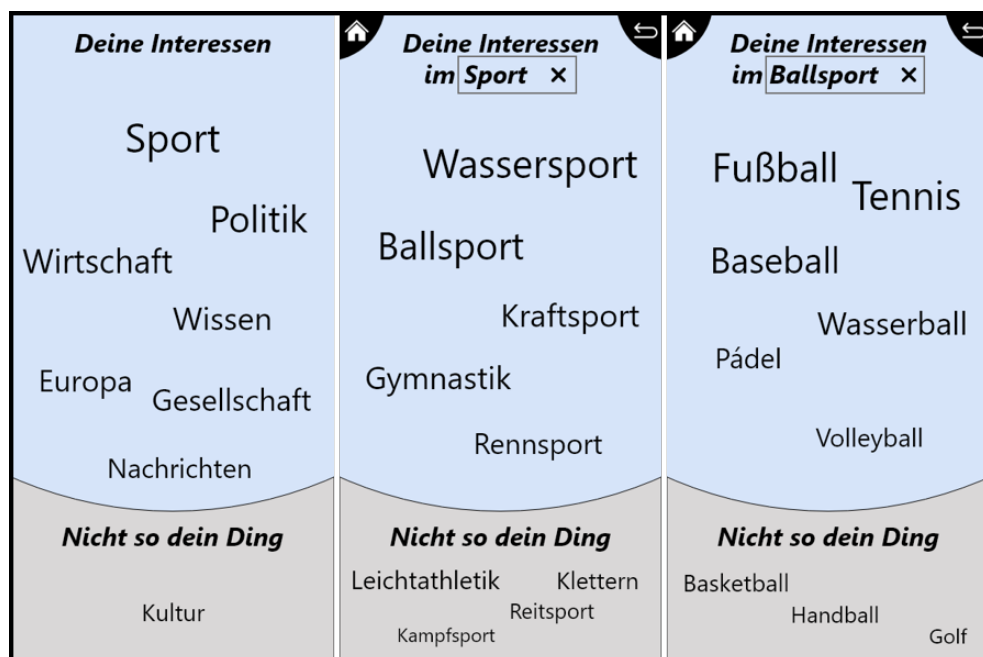 Deine Interessen
Sport
Politik
Wirtschaft
Wissen
Europa
Gesellschaft
Nachrichten
Nicht so dein Ding
Kultur
Deine Interessen
im Sport ×
Wassersport
Ballsport
Kraftsport
Gymnastik
Rennsport
Nicht so dein Ding
Leichtathletik Klettern
Reitsport
Kampfsport
Deine Interessen
im Ballsport ×
Fußball
Tennis
Baseball
Wasserball
Pádel
Volleyball
Nicht so dein Ding
Basketball
Handball
Golf